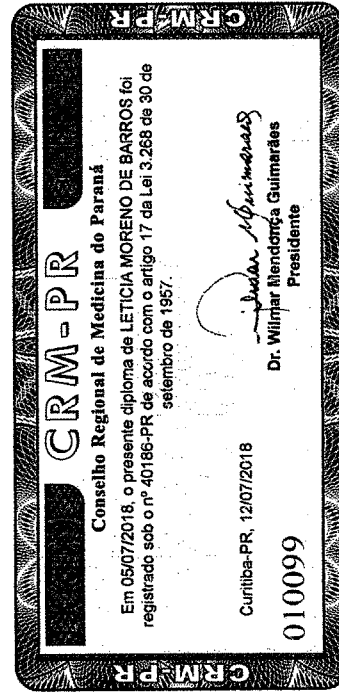 CRM-PR
CRM-PR
Conselho Regional de Medicina do Paraná
Em 05/07/2018, o presente diploma de LETICIA MORENO DE BARROS foi
registrado sob o nº 40186-PR de acordo com o artigo 17 da Lei 3.268 de 30 de
setembro de 1957.
Curitiba-PR, 12/07/2018
Dr. Wilmar Mendonça Guimarães
Presidente
010099
CRM-PR